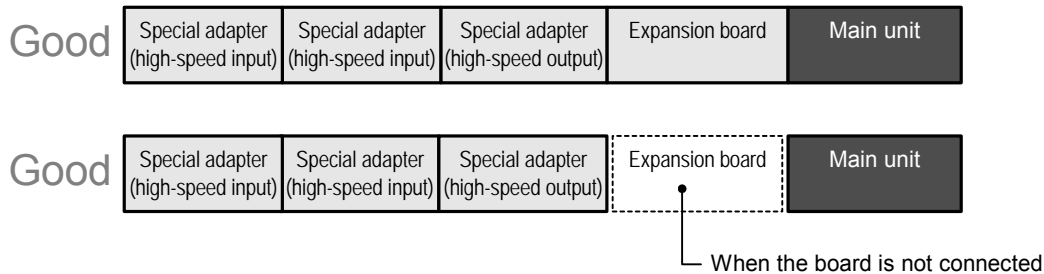 Good
Special adapter
(high-speed input)
Special adapter
(high-speed input)
Special adapter
(high-speed output)
Expansion board
Main unit
Good
Special adapter
(high-speed input)
Special adapter
(high-speed input)
Special adapter
(high-speed output)
Expansion board
Main unit
When the board is not connected